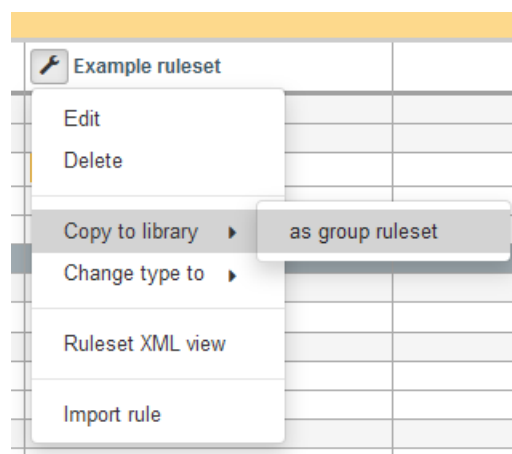 Example ruleset
Edit
Delete
Copy to library
as group ruleset
Change type to
Ruleset XML view
Import rule